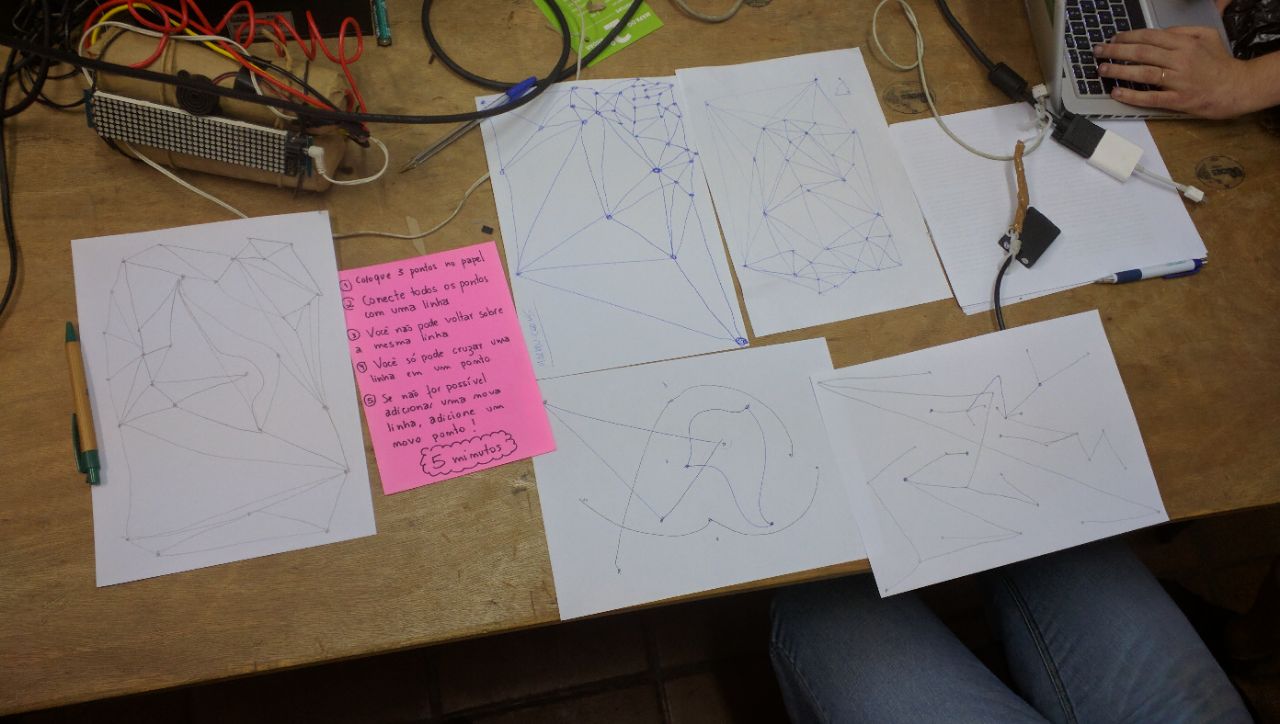 ① Coloque 3 pontos no papel
② Conecte todos os pontos
com uma linha
③ Você não pode voltar sobre
a mesma linha
④ Você só pode cruzar uma
linha em um ponto
⑤ Se não for possível
adicionar uma nova
linha, adicione um
novo ponto!
5 minutos